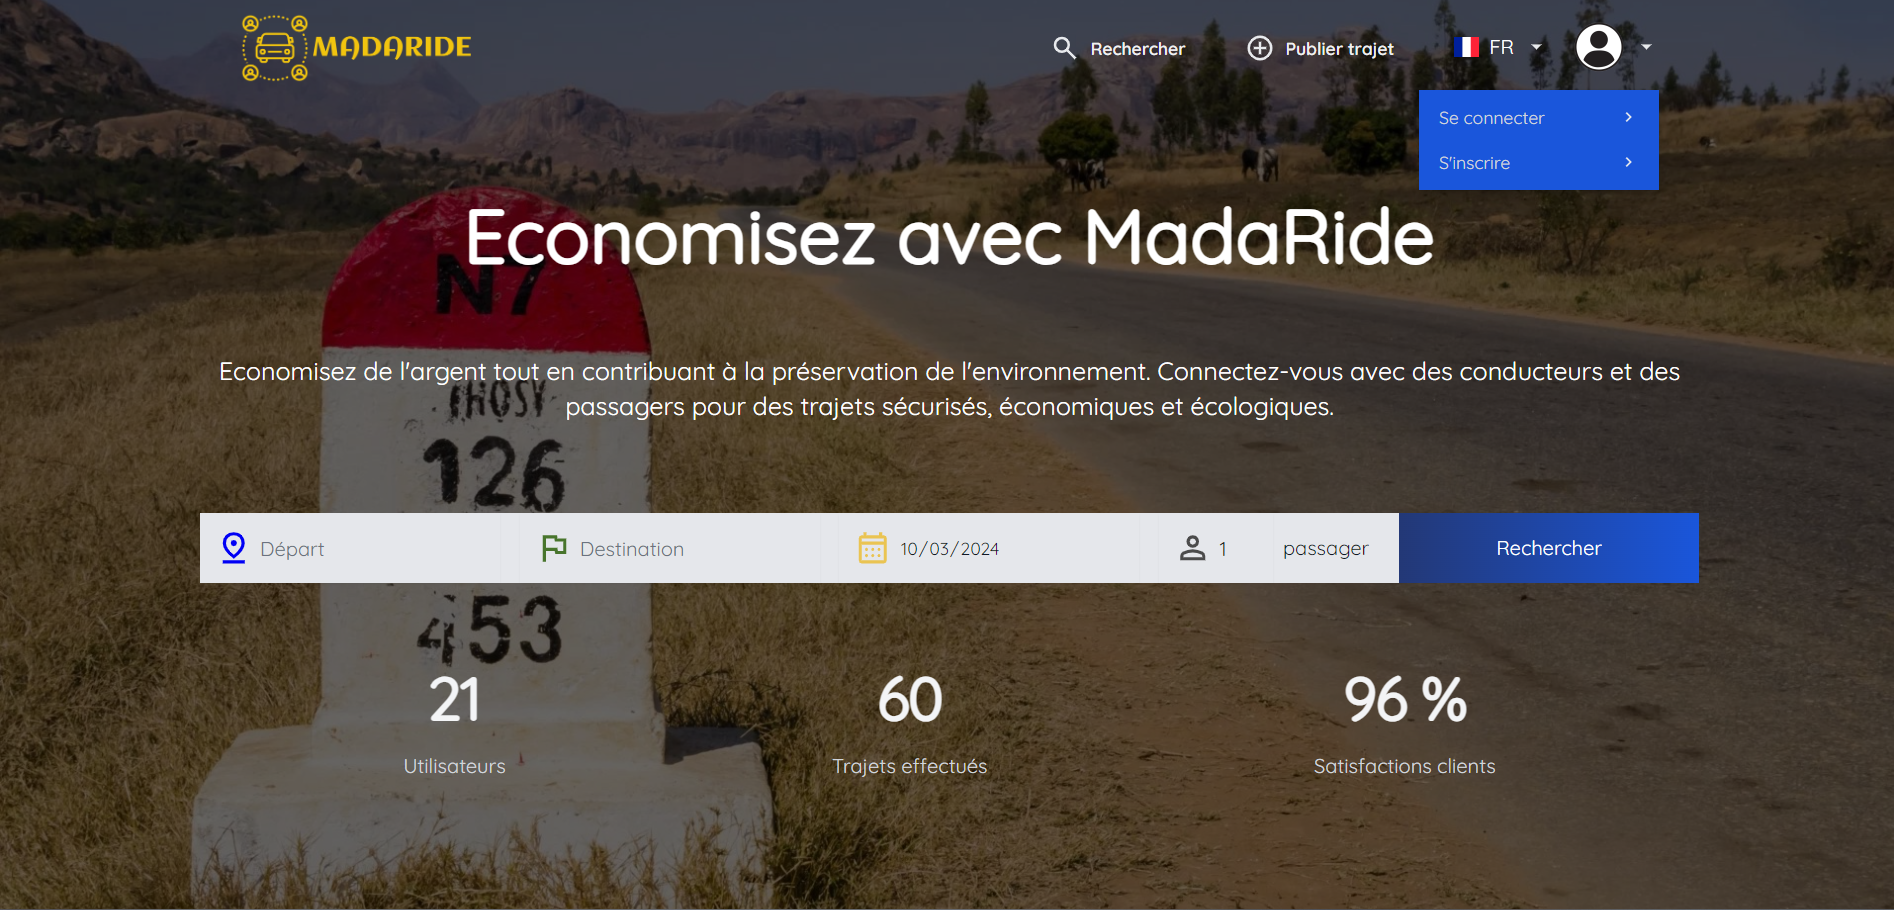 MADARIDE
Rechercher
Publier trajet
FR
Se connecter
S'inscrire
Economisez avec MadaRide
N7
Economisez de l'argent tout en contribuant à la préservation de l'environnement. Connectez-vous avec des conducteurs et des
passagers pour des trajets sécurisés, économiques et écologiques.
IHOSY
126
Départ
Destination
10/03/2024
1
passager
Rechercher
453
21
60
96 %
Utilisateurs
Trajets effectués
Satisfactions clients